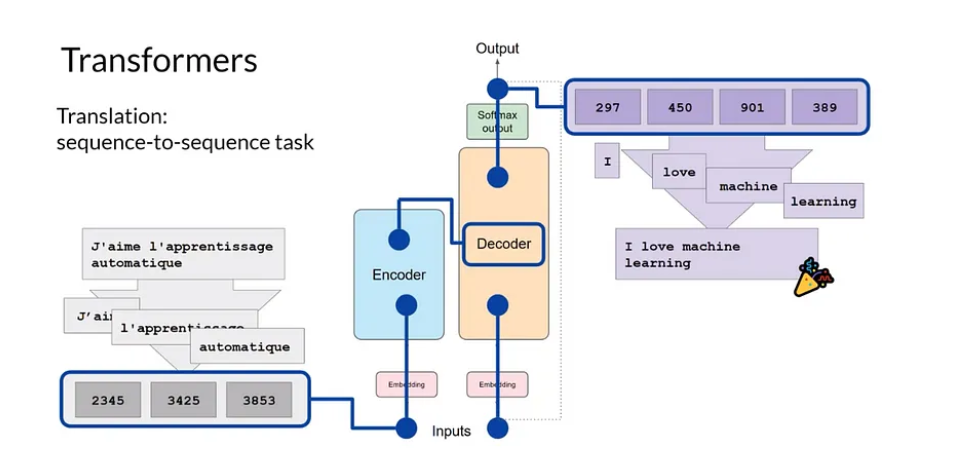 Transformers
Translation:
sequence-to-sequence task
J'aime l'apprentissage
automatique
l'apprentissage
automatique
2345 3425 3853
Encoder
Embedding
Inputs
Embedding
Decoder
Softmax
output
Output
297 450 901 389
I
love
machine
learning
I love machine
learning